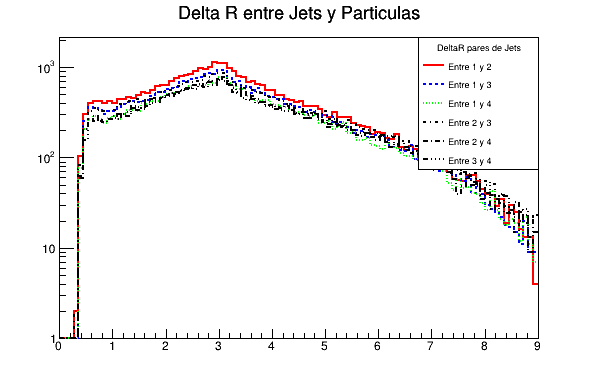 Delta R entre Jets y Particulas
DeltaR pares de Jets
Entre 1 y 2
Entre 1 y 3
Entre 1 y 4
Entre 2 y 3
Entre 2 y 4
Entre 3 y 4
10³
10²
10
1
0 1 2 3 4 5 6 7 8 9